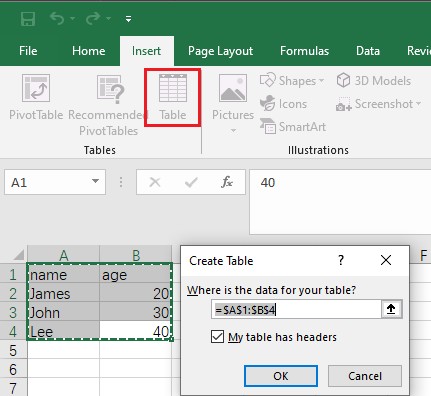 File Home Insert Page Layout Formulas Data Revi
PivotTable Recommended PivotTables Table Pictures Shapes Icons SmartArt 3D Models Screenshot
Tables Illustrations
A1 fx 40
A B F
1 name age
2 James 20
3 John 30
4 Lee 40
5
6
7
Create Table ? ×
Where is the data for your table?
=$A$1:$B$4
My table has headers
OK Cancel